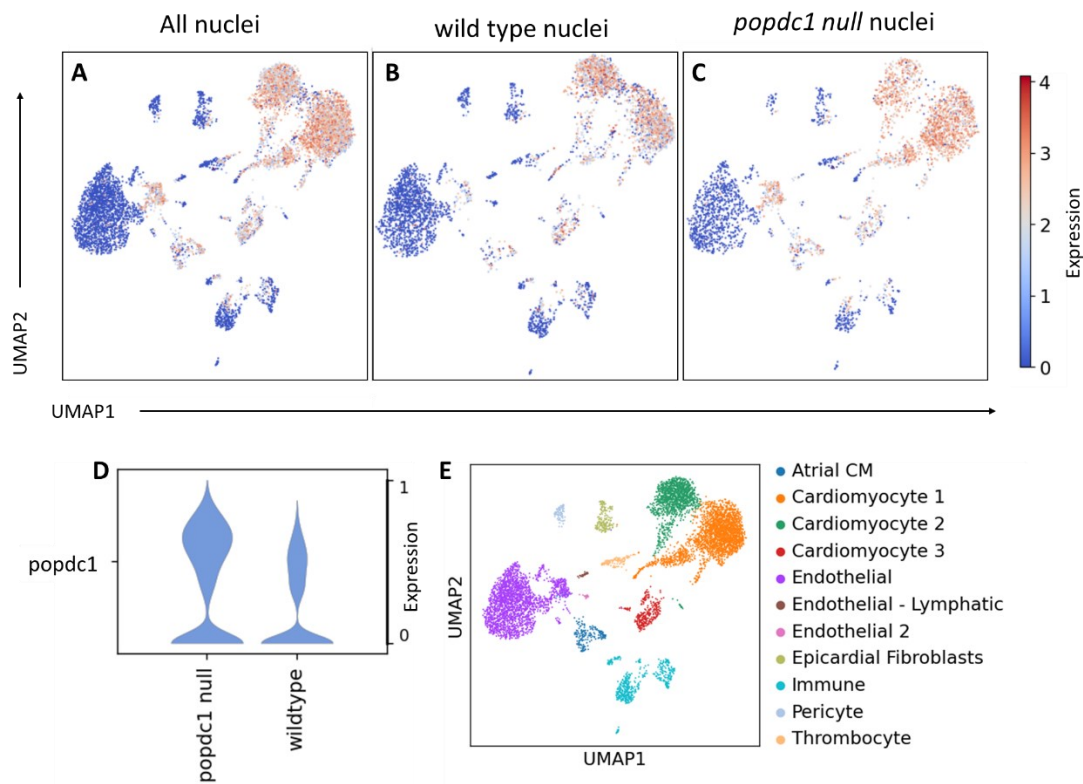 All nuclei
wild type nuclei
popdc1 null nuclei
A
B
C
4
3
2
1
0
Expression
UMAP2
UMAP1
D
popdc1
1
0
Expression
popdc1 null
wildtype
E
UMAP2
UMAP1
Atrial CM
Cardiomyocyte 1
Cardiomyocyte 2
Cardiomyocyte 3
Endothelial
Endothelial - Lymphatic
Endothelial 2
Epicardial Fibroblasts
Immune
Pericyte
Thrombocyte